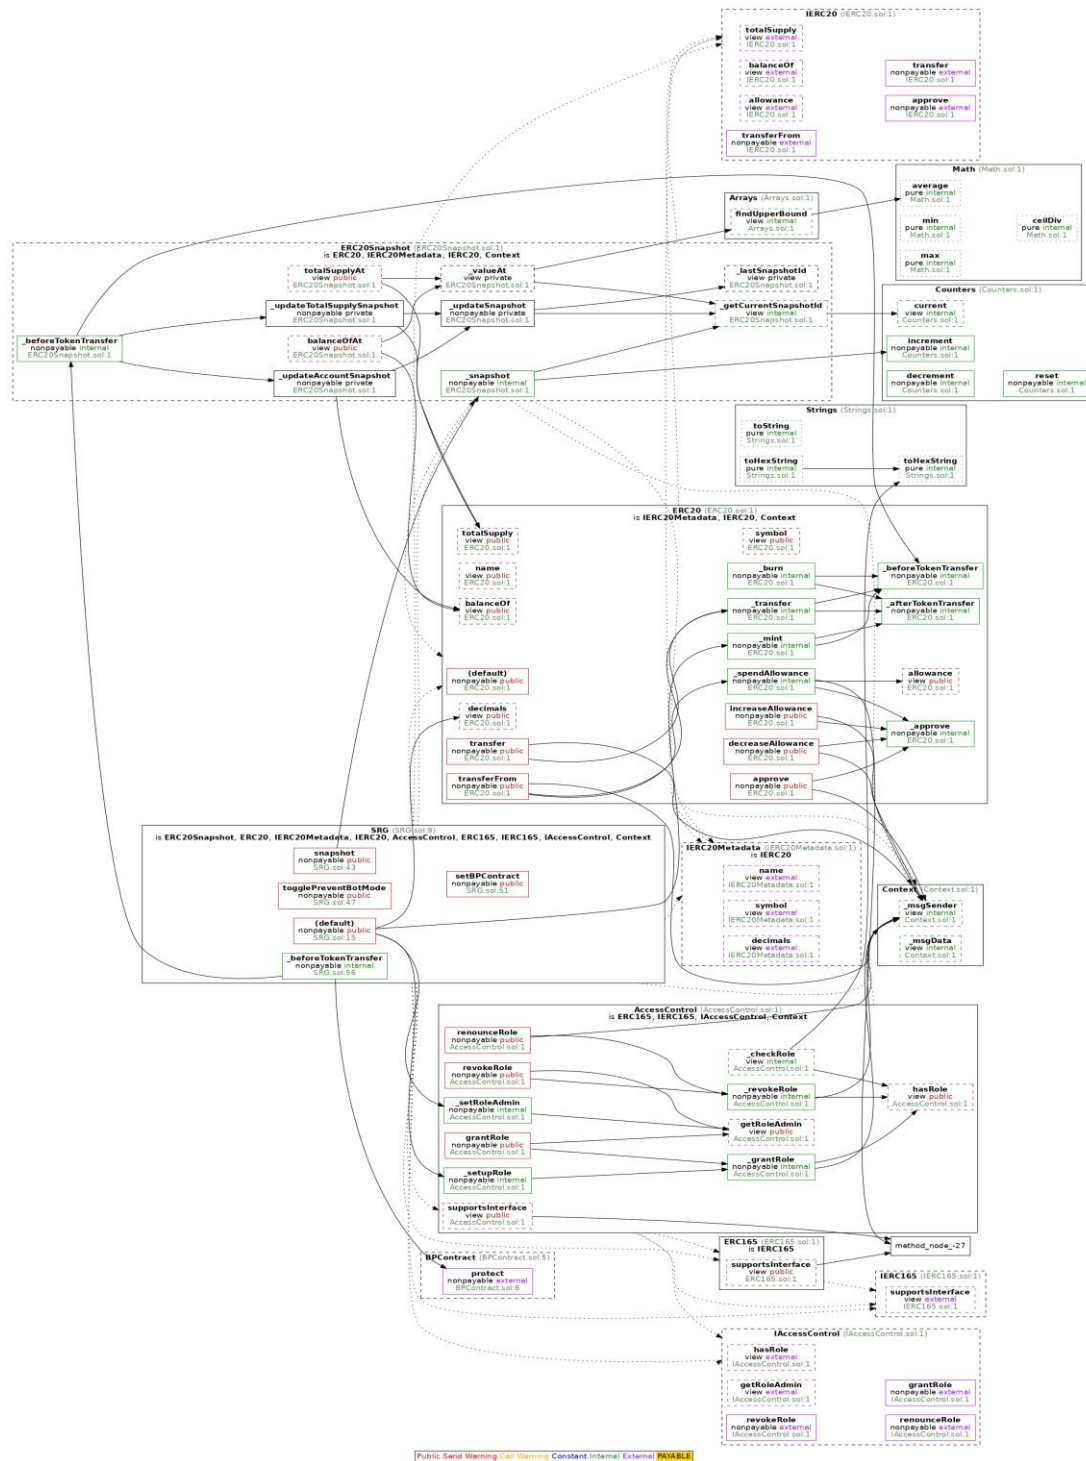 IERC20 (IERC20.sol:1)
totalSupply
view external
IERC20.sol:1
balanceOf
view external
IERC20.sol:1
transfer
nonpayable external
IERC20.sol:1
allowance
view external
IERC20.sol:1
approve
nonpayable external
IERC20.sol:1
transferFrom
nonpayable external
IERC20.sol:1
Math (Math.sol:1)
average
pure internal
Math.sol:1
min
pure internal
Math.sol:1
ceilDiv
pure internal
Math.sol:1
max
pure internal
Math.sol:1
Arrays (Arrays.sol:1)
findUpperBound
view internal
Arrays.sol:1
ERC20Snapshot (ERC20Snapshot.sol:1)
is ERC20, IERC20Metadata, IERC20, Context
totalSupplyAt
view public
ERC20Snapshot.sol:1
_valueAt
view private
ERC20Snapshot.sol:1
_lastSnapshotId
view private
ERC20Snapshot.sol:1
_updateTotalSupplySnapshot
nonpayable private
ERC20Snapshot.sol:1
_updateSnapshot
nonpayable private
ERC20Snapshot.sol:1
_getCurrentSnapshotId
view internal
ERC20Snapshot.sol:1
_beforeTokenTransfer
nonpayable internal
ERC20Snapshot.sol:1
balanceOfAt
view public
ERC20Snapshot.sol:1
_updateAccountSnapshot
nonpayable private
ERC20Snapshot.sol:1
_snapshot
nonpayable internal
ERC20Snapshot.sol:1
Counters (Counters.sol:1)
current
view internal
Counters.sol:1
increment
nonpayable internal
Counters.sol:1
decrement
nonpayable internal
Counters.sol:1
reset
nonpayable internal
Counters.sol:1
Strings (Strings.sol:1)
toString
pure internal
Strings.sol:1
toHexString
pure internal
Strings.sol:1
toHexString
pure internal
Strings.sol:1
ERC20 (ERC20.sol:1)
is IERC20Metadata, IERC20, Context
totalSupply
view public
ERC20.sol:1
symbol
view public
ERC20.sol:1
name
view public
ERC20.sol:1
_burn
nonpayable internal
ERC20.sol:1
_beforeTokenTransfer
nonpayable internal
ERC20.sol:1
balanceOf
view public
ERC20.sol:1
_transfer
nonpayable internal
ERC20.sol:1
_afterTokenTransfer
nonpayable internal
ERC20.sol:1
_mint
nonpayable internal
ERC20.sol:1
(default)
nonpayable public
ERC20.sol:1
_spendAllowance
nonpayable internal
ERC20.sol:1
allowance
view public
ERC20.sol:1
decimals
view public
ERC20.sol:1
increaseAllowance
nonpayable public
ERC20.sol:1
_approve
nonpayable internal
ERC20.sol:1
transfer
nonpayable public
ERC20.sol:1
decreaseAllowance
nonpayable public
ERC20.sol:1
transferFrom
nonpayable public
ERC20.sol:1
approve
nonpayable public
ERC20.sol:1
SRG (SRG.sol:9)
is ERC20Snapshot, ERC20, IERC20Metadata, IERC20, AccessControl, ERC165, IERC165, IAccessControl, Context
snapshot
nonpayable public
SRG.sol:43
togglePreventBotMode
nonpayable public
SRG.sol:47
setBPContract
nonpayable public
SRG.sol:51
(default)
nonpayable public
SRG.sol:15
_beforeTokenTransfer
nonpayable internal
SRG.sol:56
IERC20Metadata (IERC20Metadata.sol:1)
is IERC20
name
view external
IERC20Metadata.sol:1
symbol
view external
IERC20Metadata.sol:1
decimals
view external
IERC20Metadata.sol:1
Context (Context.sol:1)
_msgSender
view internal
Context.sol:1
_msgData
view internal
Context.sol:1
AccessControl (AccessControl.sol:1)
is ERC165, IERC165, IAccessControl, Context
renounceRole
nonpayable public
AccessControl.sol:1
_checkRole
view internal
AccessControl.sol:1
revokeRole
nonpayable public
AccessControl.sol:1
_revokeRole
nonpayable internal
AccessControl.sol:1
hasRole
view public
AccessControl.sol:1
_setRoleAdmin
nonpayable internal
AccessControl.sol:1
getRoleAdmin
view public
AccessControl.sol:1
grantRole
nonpayable public
AccessControl.sol:1
_grantRole
nonpayable internal
AccessControl.sol:1
_setupRole
nonpayable internal
AccessControl.sol:1
supportsInterface
view public
AccessControl.sol:1
ERC165 (ERC165.sol:1)
is IERC165
supportsInterface
view public
ERC165.sol:1
method_node_-27
BPContract (BPContract.sol:5)
protect
nonpayable external
BPContract.sol:6
IERC165 (IERC165.sol:1)
supportsInterface
view external
IERC165.sol:1
IAccessControl (IAccessControl.sol:1)
hasRole
view external
IAccessControl.sol:1
getRoleAdmin
view external
IAccessControl.sol:1
grantRole
nonpayable external
IAccessControl.sol:1
revokeRole
nonpayable external
IAccessControl.sol:1
renounceRole
nonpayable external
IAccessControl.sol:1
Public Send Warning Call Warning Constant Internal External PAYABLE